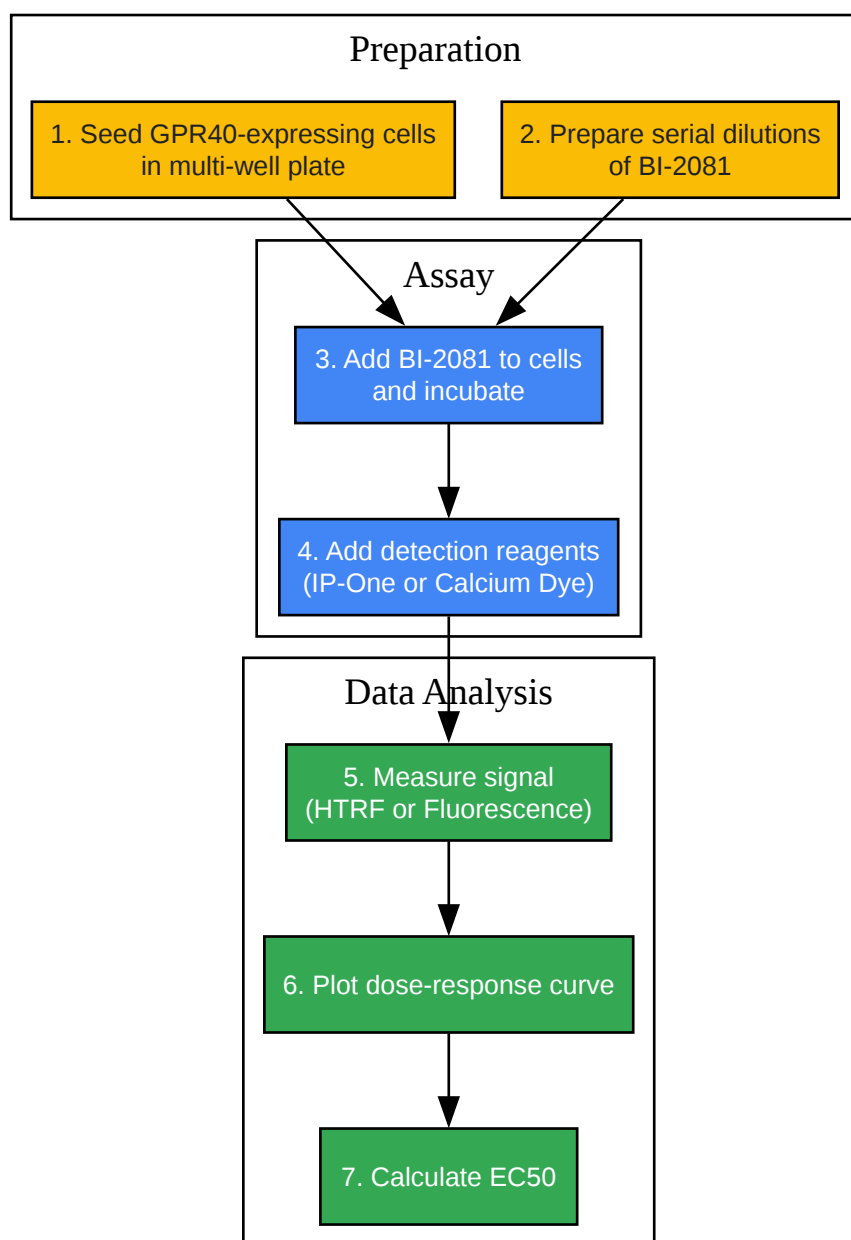 Preparation
1. Seed GPR40-expressing cells
in multi-well plate
2. Prepare serial dilutions
of BI-2081
Assay
3. Add BI-2081 to cells
and incubate
4. Add detection reagents
(IP-One or Calcium Dye)
Data Analysis
5. Measure signal
(HTRF or Fluorescence)
6. Plot dose-response curve
7. Calculate EC50